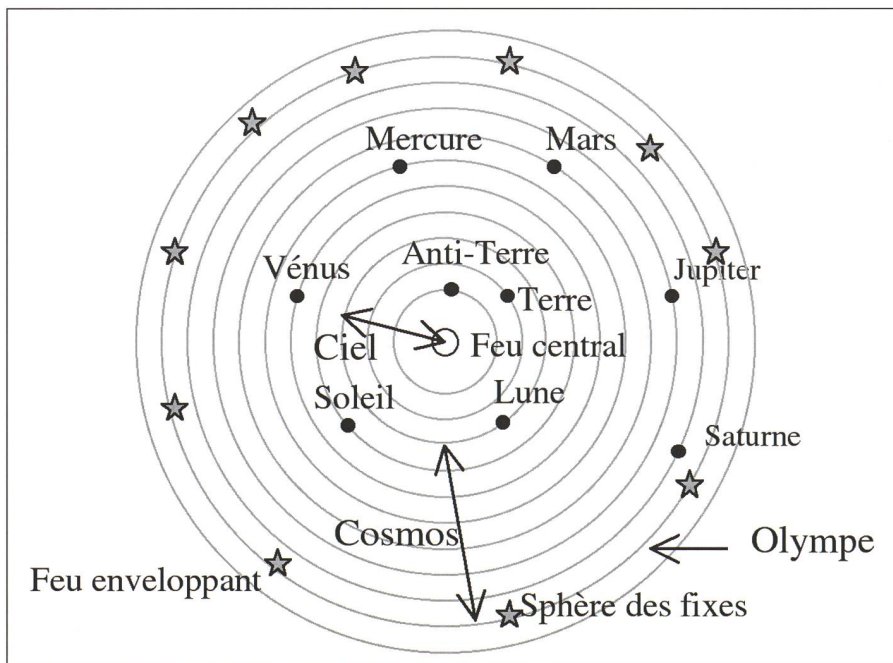 Mercure
Mars
Anti-Terre
Vénus
Jupiter
Terre
Ciel
Feu central
Soleil
Lune
Saturne
Cosmos
Olympe
Feu enveloppant
Sphère des fixes